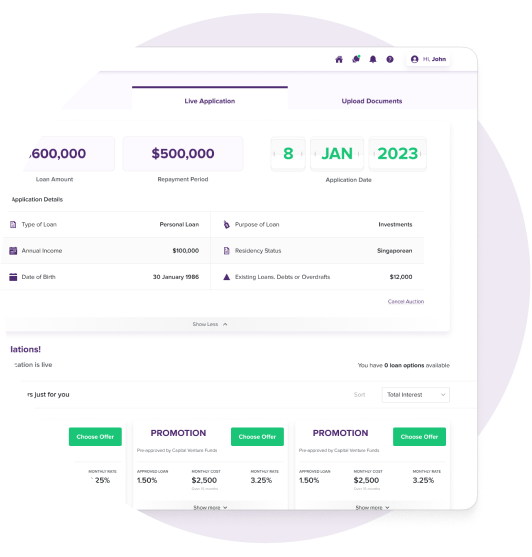 Hi, John
Live Application
Upload Documents
,600,000
$500,000
8 JAN 2023
Loan Amount
Repayment Period
Application Date
Application Details
Type of Loan Personal Loan
Purpose of Loan Investments
Annual Income $100,000
Residency Status Singaporean
Date of Birth 30 January 1986
Existing Loans, Debts or Overdrafts $12,000
Cancel Auction
Show Less
lations!
cation is live
You have 0 loan options available
rs just for you
Sort Total Interest
Choose Offer
MONTHLY RATE
25%
PROMOTION
Choose Offer
Pre-approved by Capital Venture Funds
APPROVED LOAN MONTHLY COST MONTHLY RATE
1.50% $2,500 3.25%
Show more
PROMOTION
Choose Offer
Pre-approved by Capital Venture Funds
APPROVED LOAN MONTHLY COST MONTHLY RATE
1.50% $2,500 3.25%
Show more